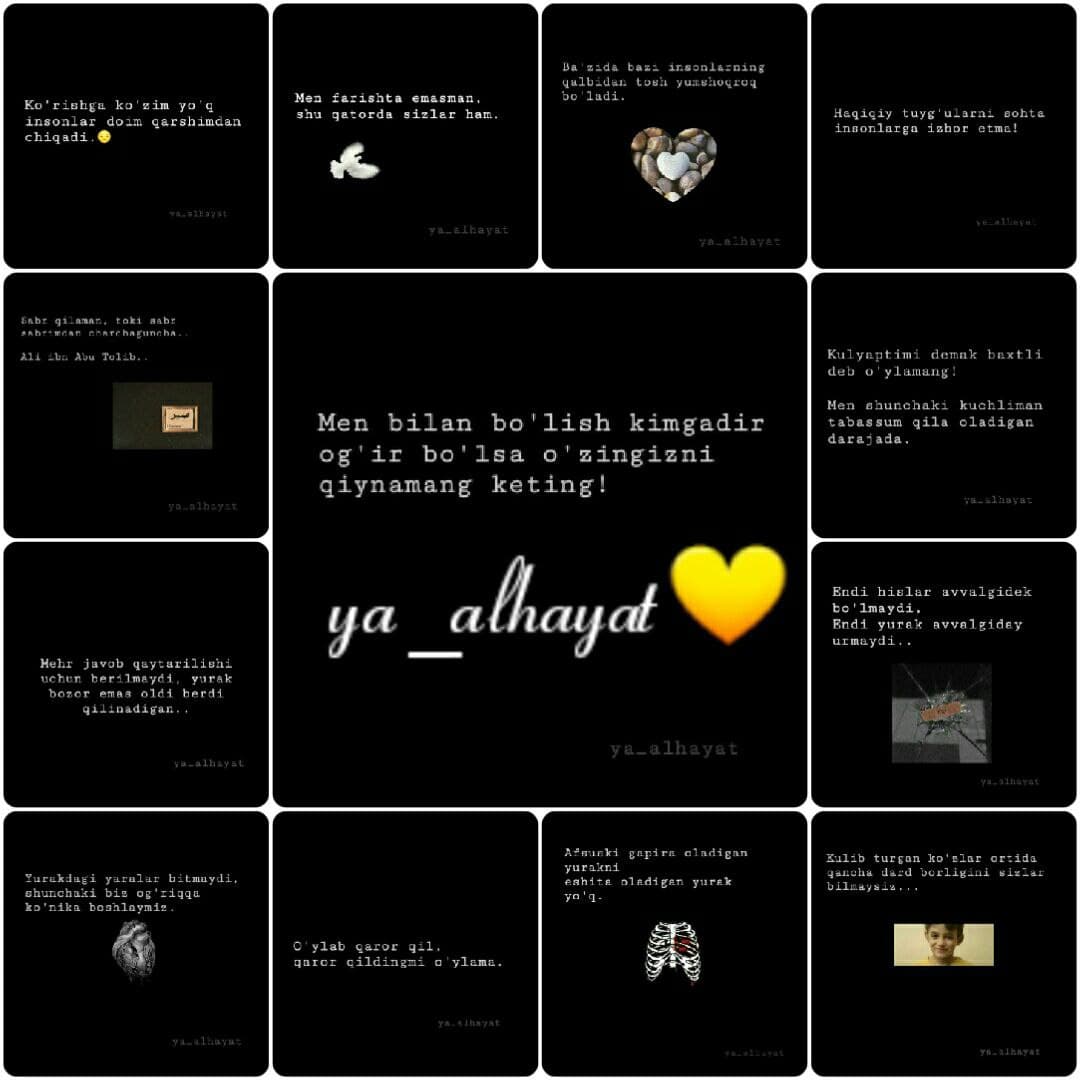 Ko'rishga ko'zim yo'q
insonlar doim qarshimdan
chiqadi.😔
ya_alhayat
Men farishta emasman,
shu qatorda sizlar ham.
ya_alhayat
Ba'zida bazi insonlarning
qalbidan tosh yumshoqroq
bo'ladi.
ya_alhayat
Haqiqiy tuyg'ularni sohta
insonlarga izhor etma!
ya_alhayat
Sabr qilaman, toki sabr
sabrimdan charchaguncha..
Ali ibn Abu Tolib..
ya_alhayat
Men bilan bo'lish kimgadir
og'ir bo'lsa o'zingizni
qiynamang keting!
ya_alhayat💛
ya_alhayat
Kulyaptimi demak baxtli
deb o'ylamang!
Men shunchaki kuchliman
tabassum qila oladigan
darajada.
ya_alhayat
Mehr javob qaytarilishi
uchun berilmaydi, yurak
bozor emas oldi berdi
qilinadigan..
ya_alhayat
Endi hislar avvalgidek
bo'lmaydi,
Endi yurak avvalgiday
urmaydi..
ya_alhayat
Yurakdagi yaralar bitmaydi,
shunchaki biz og'riqqa
ko'nika boshlaymiz.
ya_alhayat
O'ylab qaror qil,
qaror qildingmi o'ylama.
ya_alhayat
Afsuski gapira oladigan
yurakni
eshita oladigan yurak
yo'q.
ya_alhayat
Kulib turgan ko'zlar ortida
qancha dard borligini sizlar
bilmaysiz...
ya_alhayat